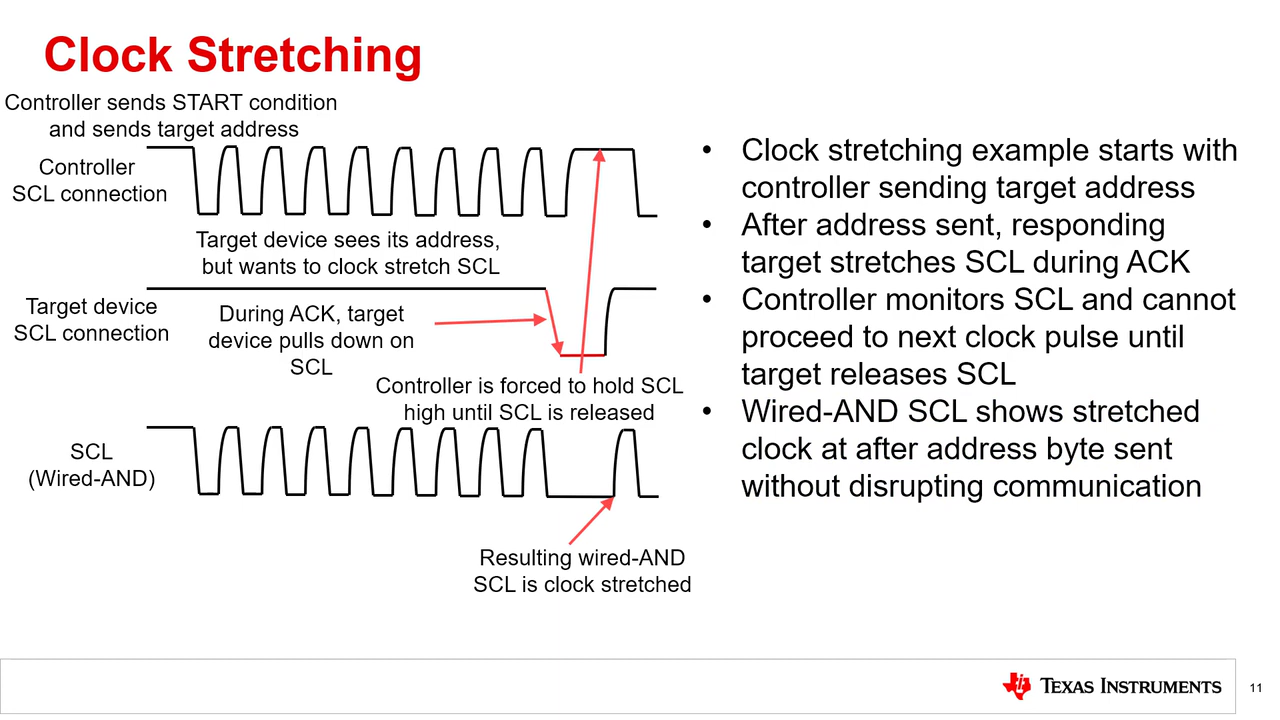 Clock Stretching
Controller sends START condition
and sends target address
Controller
SCL connection
Target device sees its address,
but wants to clock stretch SCL
Target device
SCL connection
During ACK, target
device pulls down on
SCL
Controller is forced to hold SCL
high until SCL is released
SCL
(Wired-AND)
Resulting wired-AND
SCL is clock stretched
• Clock stretching example starts with
controller sending target address
• After address sent, responding
target stretches SCL during ACK
• Controller monitors SCL and cannot
proceed to next clock pulse until
target releases SCL
• Wired-AND SCL shows stretched
clock at after address byte sent
without disrupting communication
TEXAS INSTRUMENTS
11